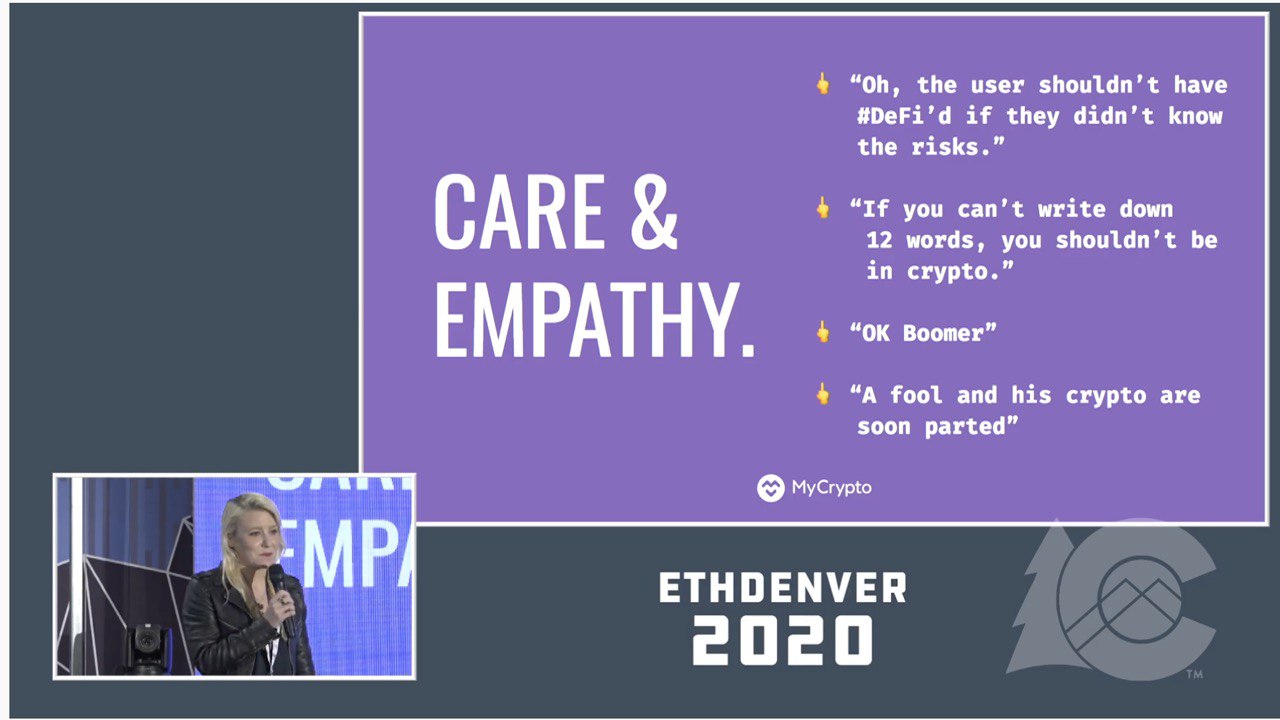 CARE &
EMPATHY.
“Oh, the user shouldn’t have
#DeFi’d if they didn’t know
the risks.”
“If you can’t write down
12 words, you shouldn’t be
in crypto.”
“OK Boomer”
“A fool and his crypto are
soon parted”
MyCrypto
CARE
EMPA
ETHDENVER
2020
TM